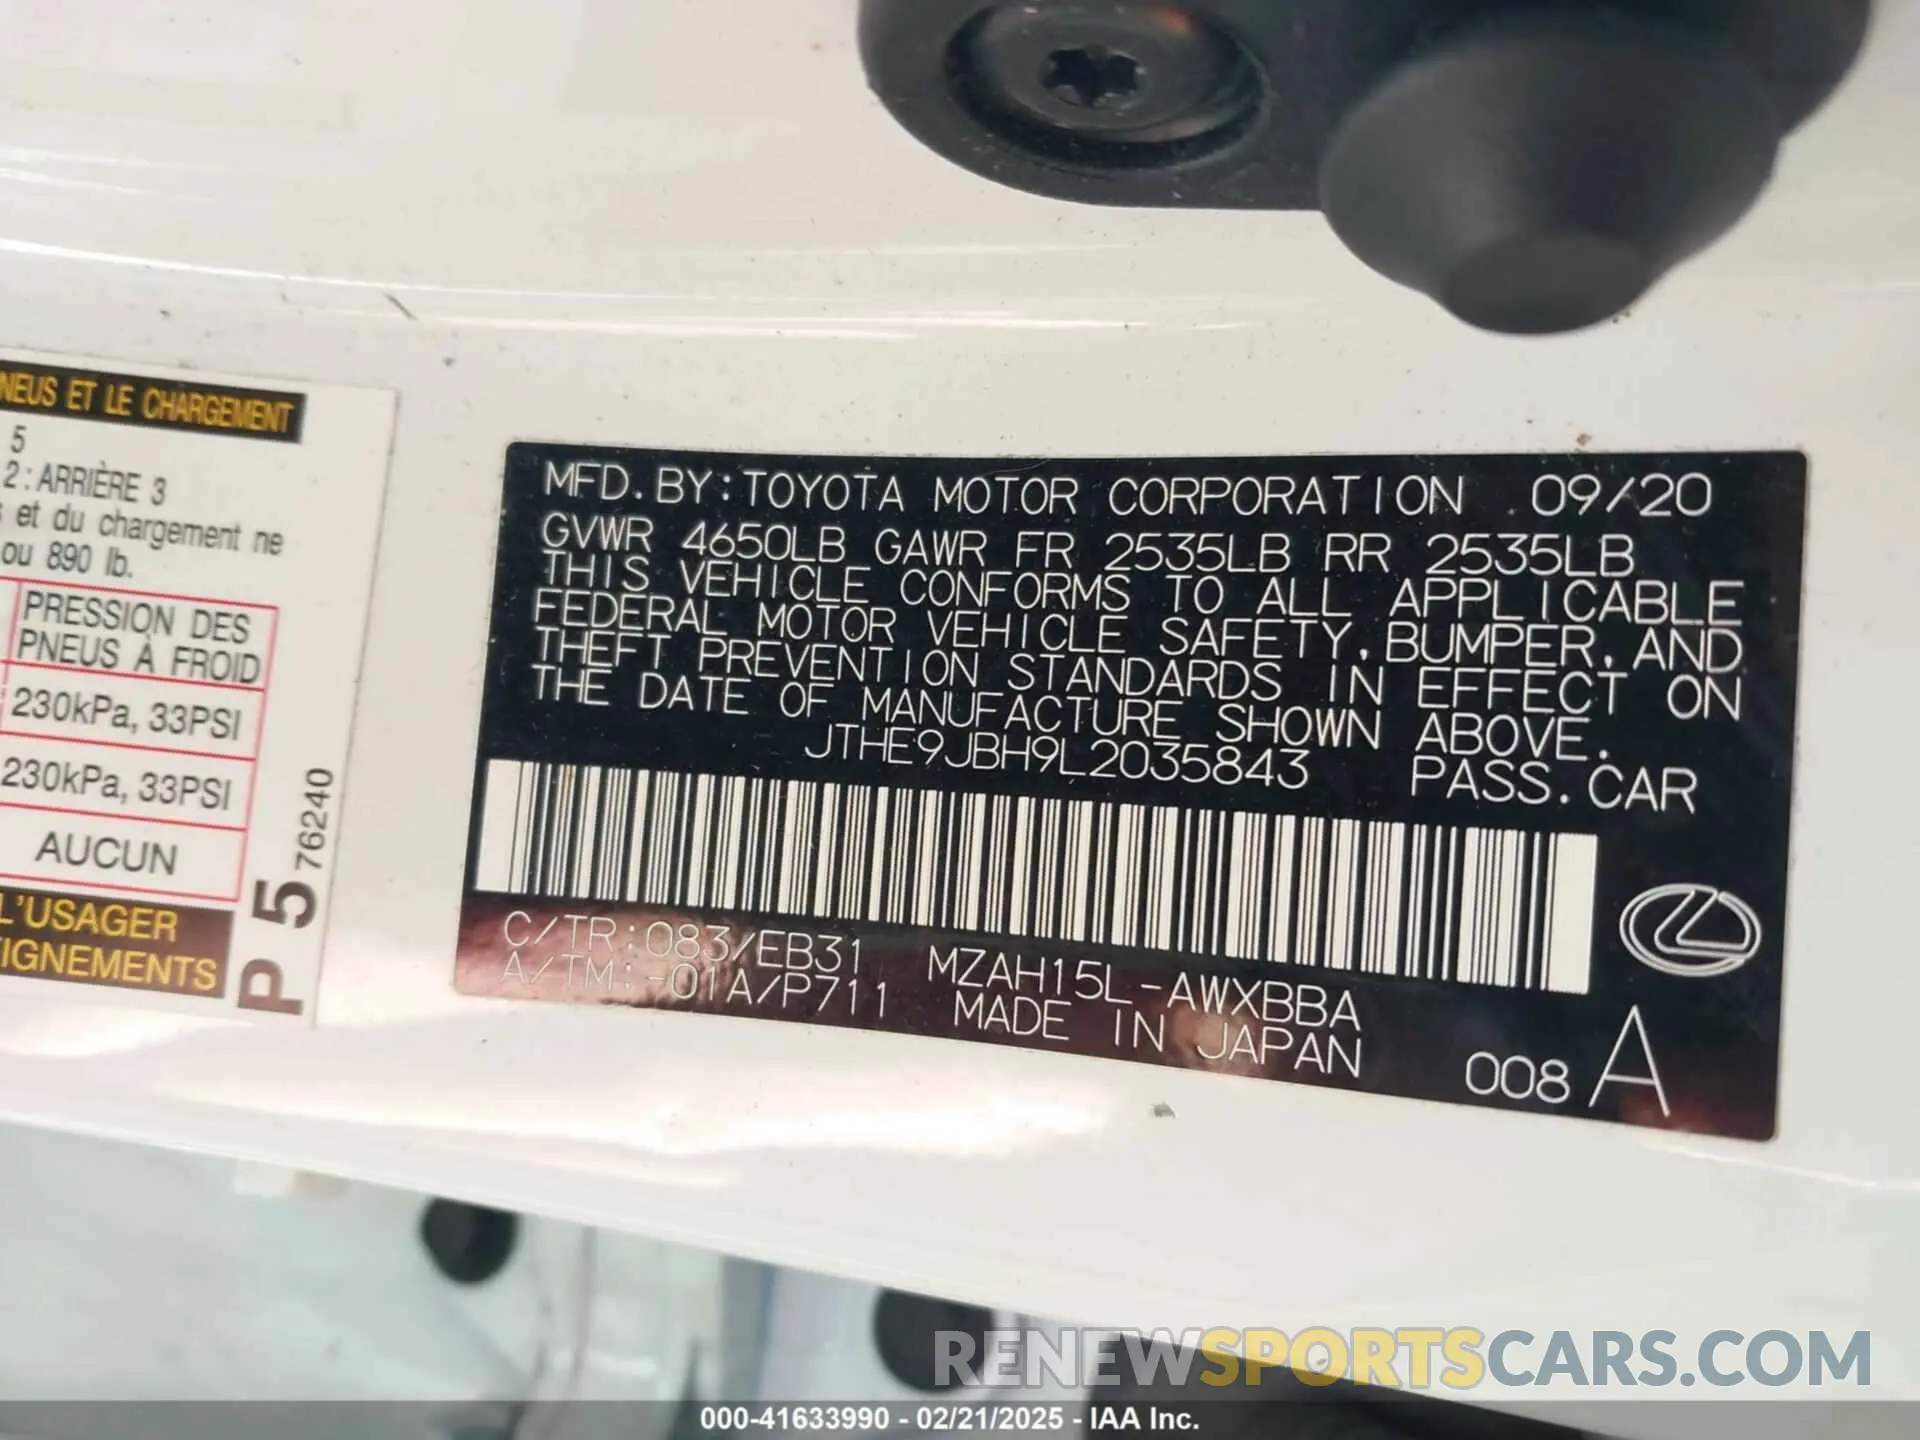 NEUS ET LE CHARGEMENT
5
2 : ARRIÈRE 3
et du chargement ne
ou 890 lb.
PRESSION DES
PNEUS À FROID
230kPa, 33PSI
230kPa, 33PSI
AUCUN
L'USAGER
IGNEMENTS
P 5 76240
MFD. BY: TOYOTA MOTOR CORPORATION 09/20
GVWR 4650LB GAWR FR 2535LB RR 2535LB
THIS VEHICLE CONFORMS TO ALL APPLICABLE
FEDERAL MOTOR VEHICLE SAFETY, BUMPER, AND
THEFT PREVENTION STANDARDS IN EFFECT ON
THE DATE OF MANUFACTURE SHOWN ABOVE.
JTHE9JBH9L2035843 PASS. CAR
C/TR: 083/EB31 MZAH15L-AWXBBA
A/TM: -01A/P711 MADE IN JAPAN
008 A
RENEWSPORTSCARS.COM
000-41633990 - 02/21/2025 - IAA Inc.